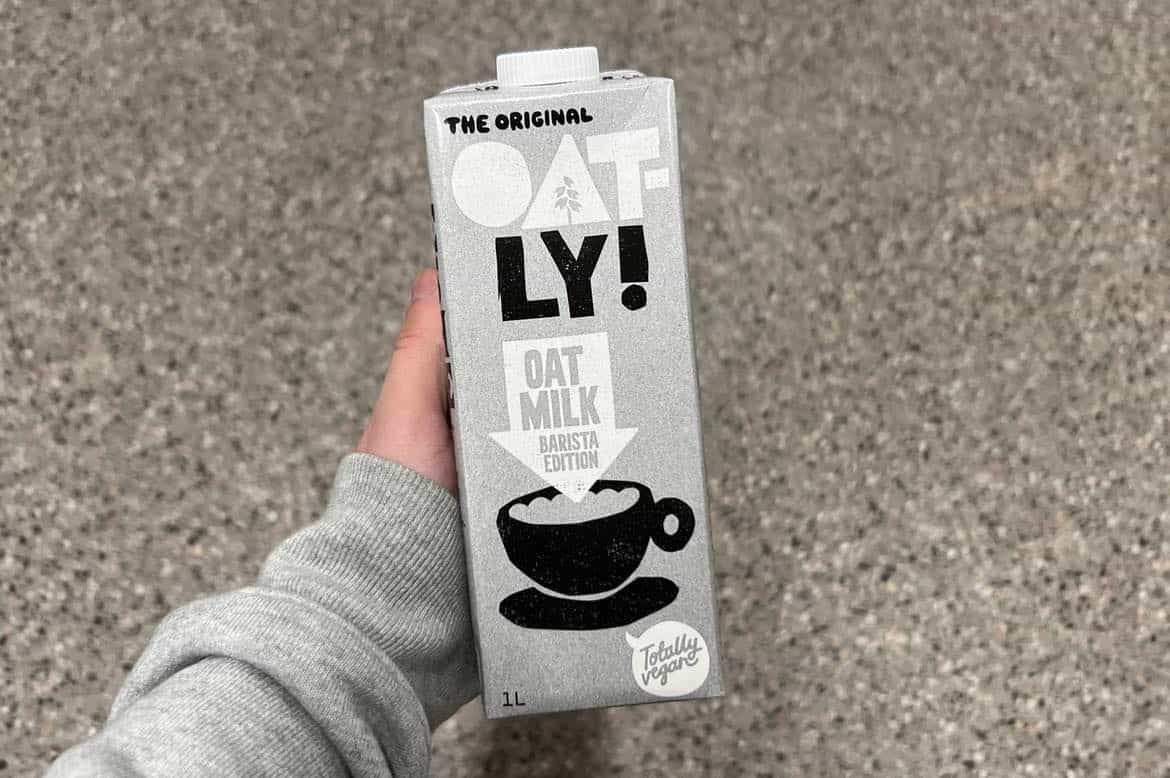 THE ORIGINAL
OAT-
LY!
OAT
MILK
BARISTA
EDITION
Totally
vegan
1L